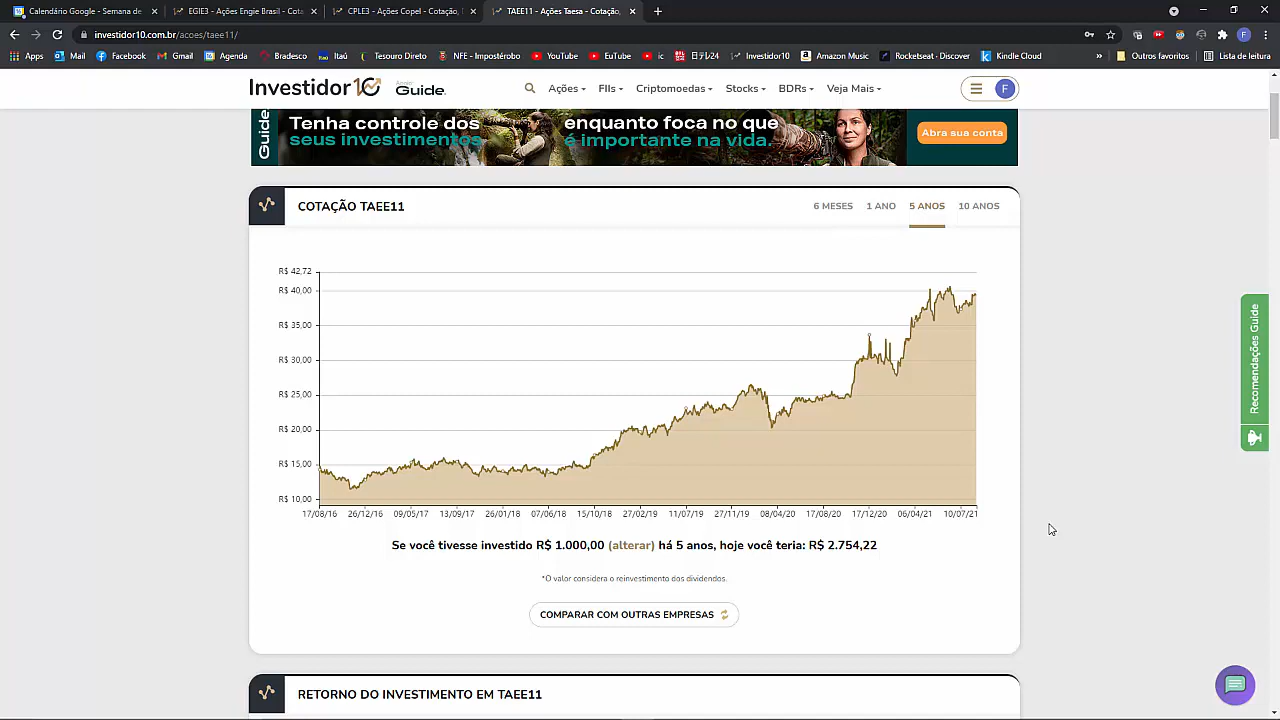 Calendário Google - Semana de
EGIE3 - Ações Engie Brasil - Cota
CPLE3 - Ações Copel - Cotação,
TAEE11 - Ações Taesa - Cotação,
investidor10.com.br/acoes/taee11/
Apps
Mail
Facebook
Gmail
Agenda
Bradesco
Itaú
Tesouro Direto
NFE - Impostérobo
YouTube
EuTube
ic
日刊/24
Investidor10
Amazon Music
Rocketseat | Discover
Kindle Cloud
»
Outros favoritos
Lista de leitura
Investidor10
Guide.
Ações
FIIs
Criptomoedas
Stocks
BDRs
Veja Mais
F
Guide
Tenha controle dos
seus investimentos
enquanto foca no que
é importante na vida.
Abra sua conta
COTAÇÃO TAEE11
6 MESES
1 ANO
5 ANOS
10 ANOS
R$ 42,72
R$ 40,00
R$ 35,00
R$ 30,00
R$ 25,00
R$ 20,00
R$ 15,00
R$ 10,00
17/08/16
26/12/16
09/05/17
13/09/17
26/01/18
07/06/18
15/10/18
27/02/19
11/07/19
27/11/19
08/04/20
17/08/20
17/12/20
06/04/21
10/07/21
Se você tivesse investido R$ 1.000,00 (alterar) há 5 anos, hoje você teria: R$ 2.754,22
*O valor considera o reinvestimento dos dividendos.
COMPARAR COM OUTRAS EMPRESAS
RETORNO DO INVESTIMENTO EM TAEE11
Recomendações Guide